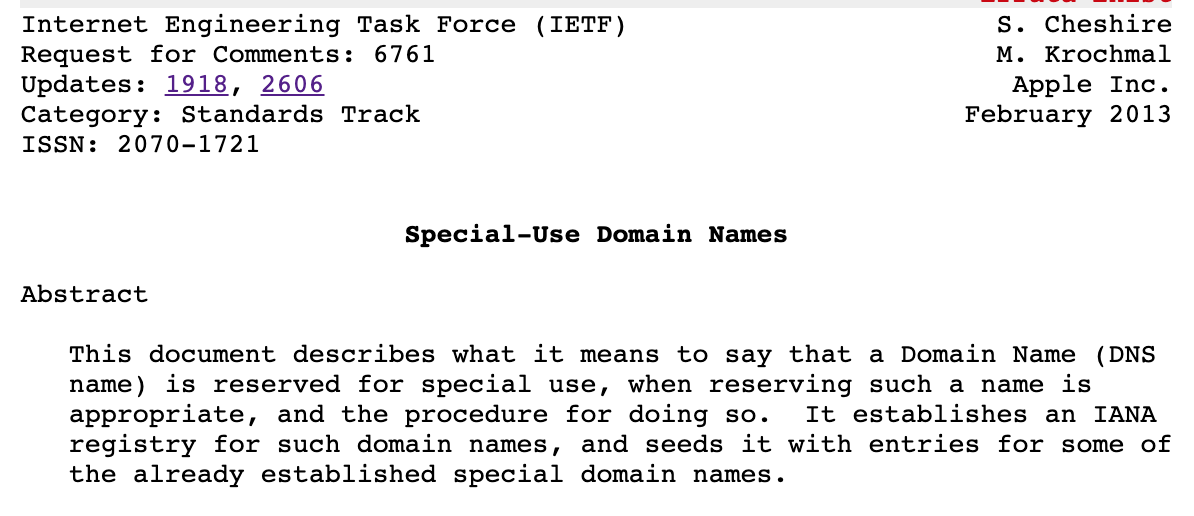 Internet Engineering Task Force (IETF) S. Cheshire
Request for Comments: 6761 M. Krochmal
Updates: 1918, 2606 Apple Inc.
Category: Standards Track February 2013
ISSN: 2070-1721
Special-Use Domain Names
Abstract
This document describes what it means to say that a Domain Name (DNS
name) is reserved for special use, when reserving such a name is
appropriate, and the procedure for doing so. It establishes an IANA
registry for such domain names, and seeds it with entries for some of
the already established special domain names.